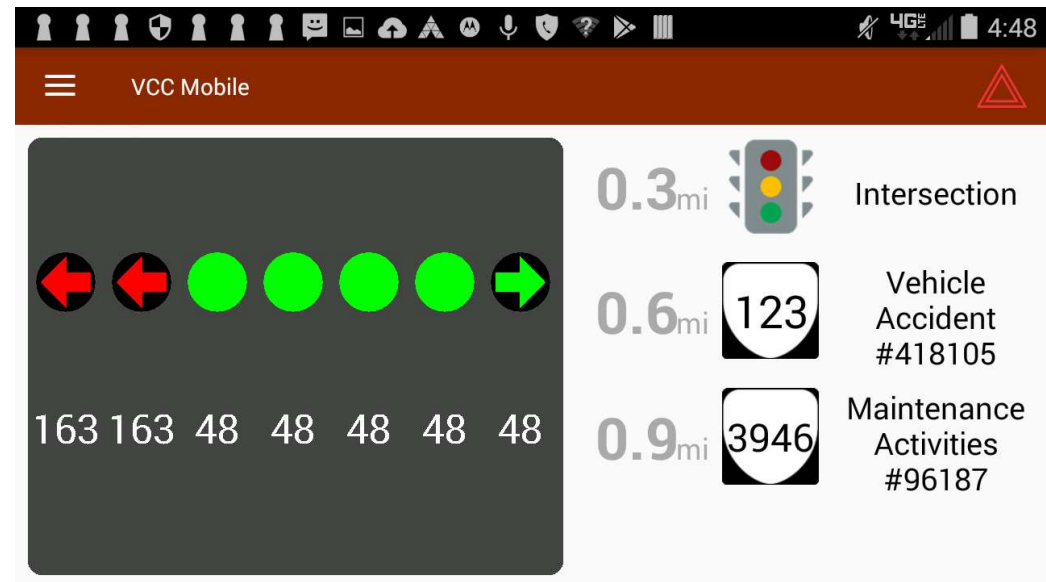 4G LTE 4:48
VCC Mobile
0.3mi Intersection
0.6mi 123 Vehicle
Accident
#418105
163 163 48 48 48 48 48
0.9mi 3946 Maintenance
Activities
#96187